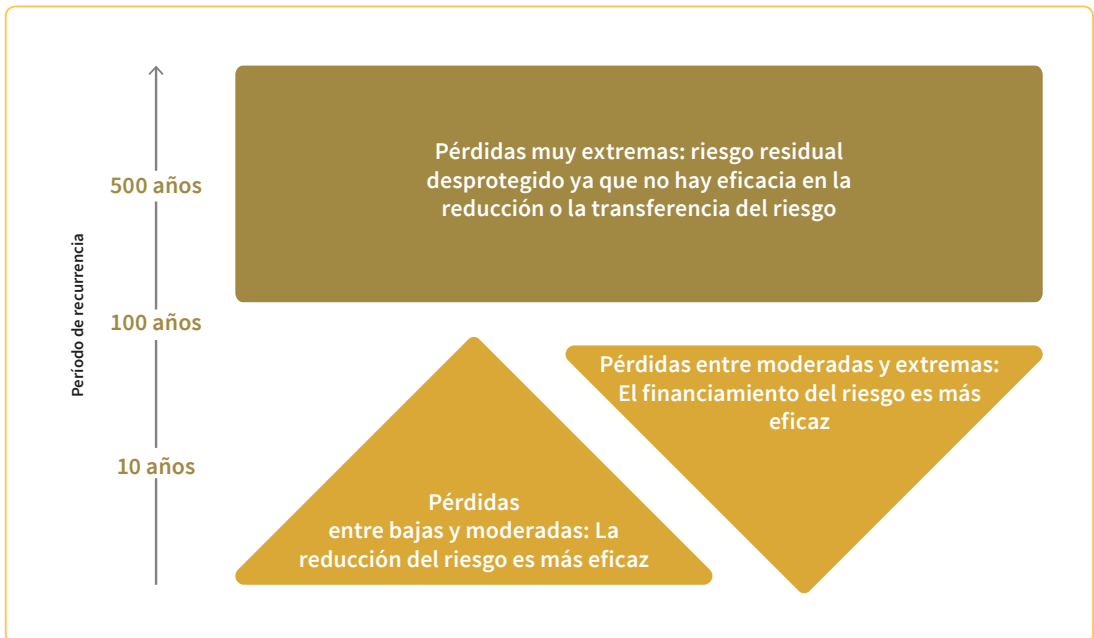 Pérdidas muy extremas: riesgo residual
desprotegido ya que no hay eficacia en la
reducción o la transferencia del riesgo
500 años
Período de recurrencia
100 años
Pérdidas entre moderadas y extremas:
El financiamiento del riesgo es más
eficaz
10 años
Pérdidas
entre bajas y moderadas: La
reducción del riesgo es más eficaz